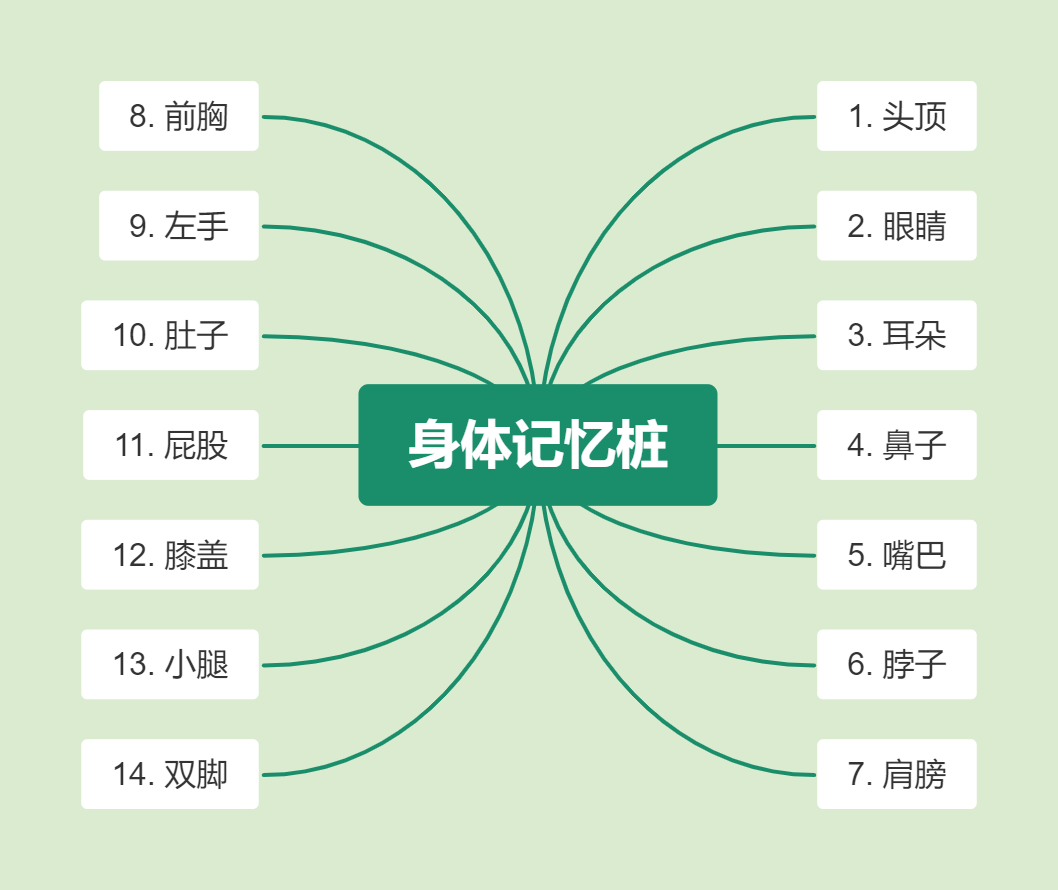 身体记忆桩
1. 头顶
2. 眼睛
3. 耳朵
4. 鼻子
5. 嘴巴
6. 脖子
7. 肩膀
8. 前胸
9. 左手
10. 肚子
11. 屁股
12. 膝盖
13. 小腿
14. 双脚